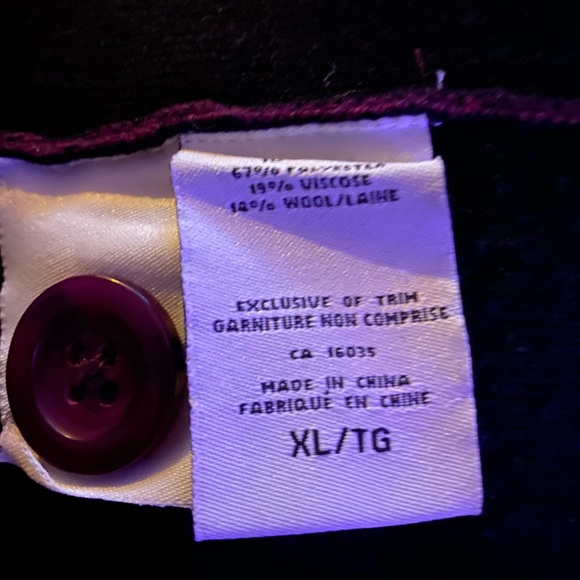 67% POLYESTER
19% VISCOSE
14% WOOL/LAINE
EXCLUSIVE OF TRIM
GARNITURE NON COMPRISE
CA 16035
MADE IN CHINA
FABRIQUE EN CHINE
XL/TG